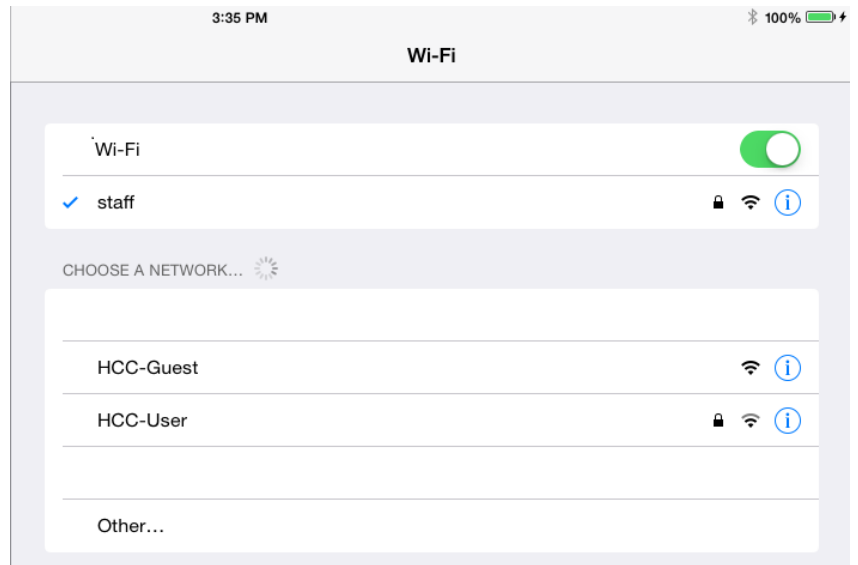 3:35 PM 100%
Wi-Fi
Wi-Fi
staff
CHOOSE A NETWORK...
HCC-Guest
HCC-User
Other...